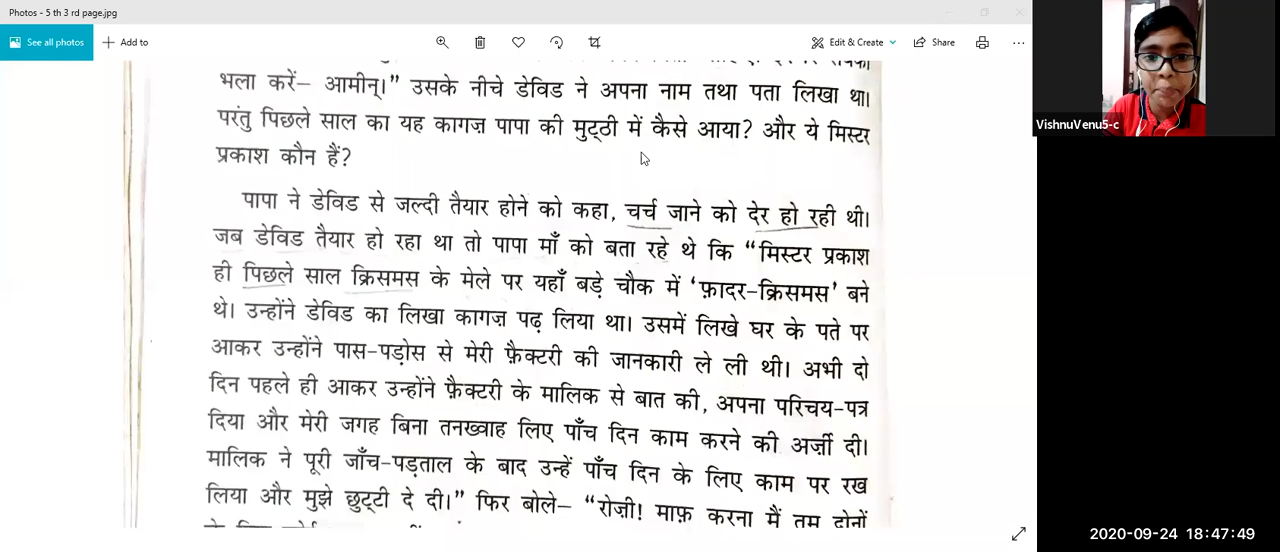 Photos - 5 th 3 rd page.jpg
See all photos
Add to
Edit & Create
Share
भला करें– आमीन्।" उसके नीचे डेविड ने अपना नाम तथा पता लिखा था।
परंतु पिछले साल का यह कागज़ पापा की मुट्ठी में कैसे आया? और ये मिस्टर
प्रकाश कौन हैं?
पापा ने डेविड से जल्दी तैयार होने को कहा, चर्च जाने को देर हो रही थी।
जब डेविड तैयार हो रहा था तो पापा माँ को बता रहे थे कि "मिस्टर प्रकाश
ही पिछले साल क्रिसमस के मेले पर यहाँ बड़े चौक में 'फ़ादर-क्रिसमस' बने
थे। उन्होंने डेविड का लिखा कागज़ पढ़ लिया था। उसमें लिखे घर के पते पर
आकर उन्होंने पास-पड़ोस से मेरी फ़ैक्टरी की जानकारी ले ली थी। अभी दो
दिन पहले ही आकर उन्होंने फ़ैक्टरी के मालिक से बात की, अपना परिचय-पत्र
दिया और मेरी जगह बिना तनख्वाह लिए पाँच दिन काम करने की अर्ज़ी दी।
मालिक ने पूरी जाँच-पड़ताल के बाद उन्हें पाँच दिन के लिए काम पर रख
लिया और मुझे छुट्टी दे दी।" फिर बोले– "रोज़ी! माफ़ करना मैं तुम दोनों
VishnuVenu5-c
2020-09-24 18:47:49